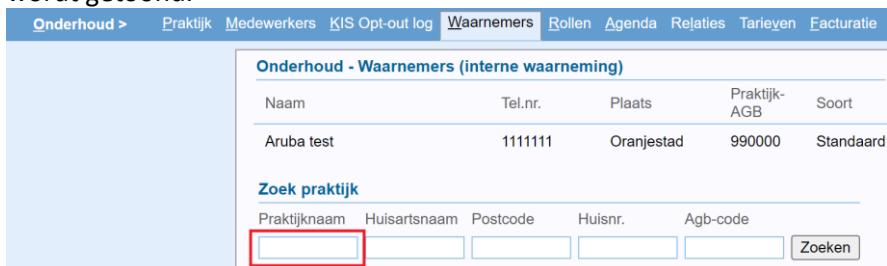 wordt getoond.
Onderhoud > Praktijk Medewerkers KIS Opt-out log Waarnemers Rollen Agenda Relaties Tarieven Facturatie
Onderhoud - Waarnemers (interne waarneming)
Naam Tel.nr. Plaats Praktijk-AGB Soort
Aruba test 1111111 Oranjestad 990000 Standaard
Zoek praktijk
Praktijknaam Huisartsnaam Postcode Huisnr. Agb-code
Zoeken